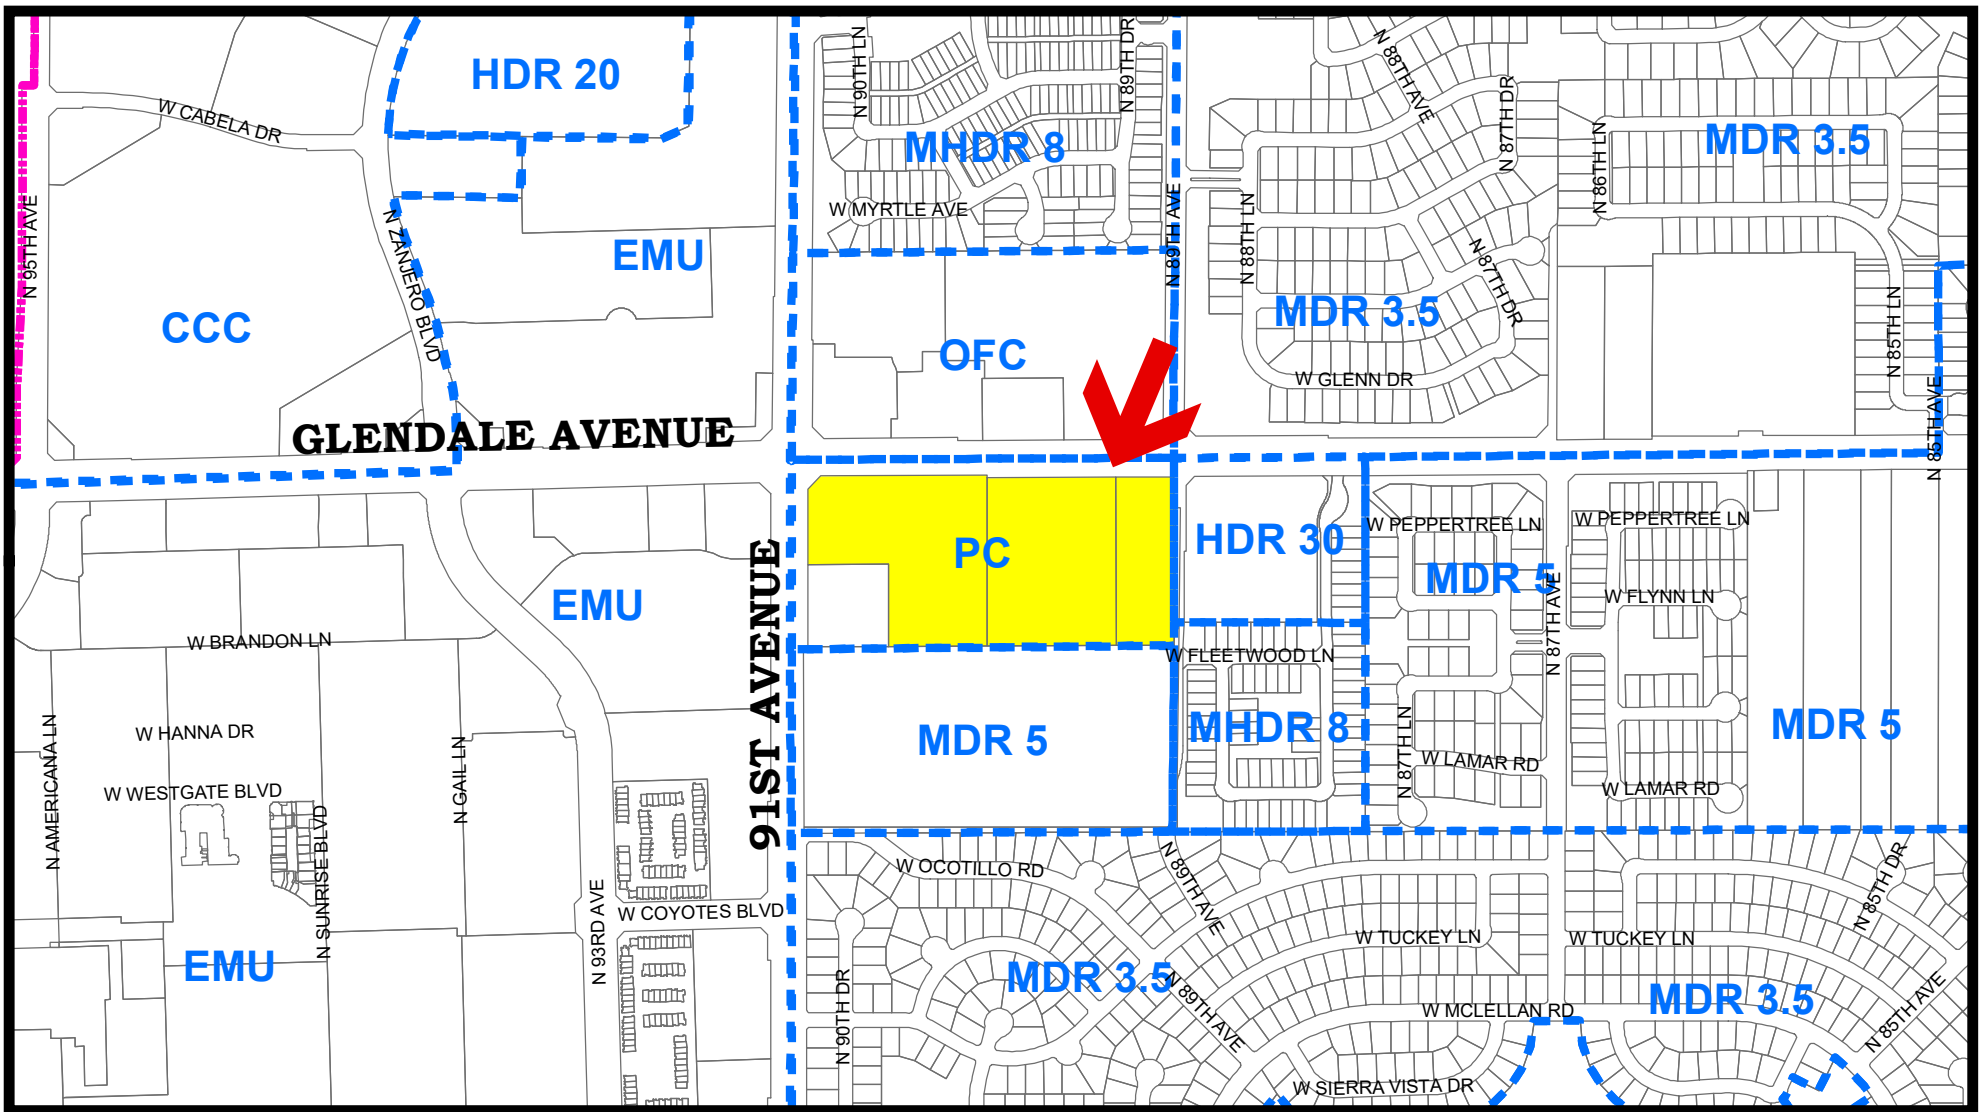 HDR 20
N 90TH LN
N 89TH DR
N 88TH AVE
N 87TH DR
W CABELA DR
MHDR 8
N 86TH LN
MDR 3.5
N 95TH AVE
N ZANJERO BLVD
W MYRTLE AVE
N 89TH AVE
N 88TH LN
EMU
N 87TH DR
CCC
MDR 3.5
OFC
N 85TH LN
W GLENN DR
N 85TH AVE
GLENDALE AVENUE
W PEPPERTREE LN
W PEPPERTREE LN
PC
HDR 30
MDR 5
N 87TH AVE
W FLYNN LN
EMU
91ST AVENUE
W BRANDON LN
W FLEETWOOD LN
W HANNA DR
MDR 5
MHDR 8
N 87TH LN
MDR 5
N AMERICANA LN
N GAIL LN
W LAMAR RD
W WESTGATE BLVD
W LAMAR RD
N SUNRISE BLVD
W OCOTILLO RD
N 89TH AVE
N 85TH DR
N 93RD AVE
W COYOTES BLVD
W TUCKEY LN
W TUCKEY LN
EMU
N 90TH DR
MDR 3.5
N 89TH AVE
W MCLELLAN RD
MDR 3.5
N 85TH AVE
W SIERRA VISTA DR